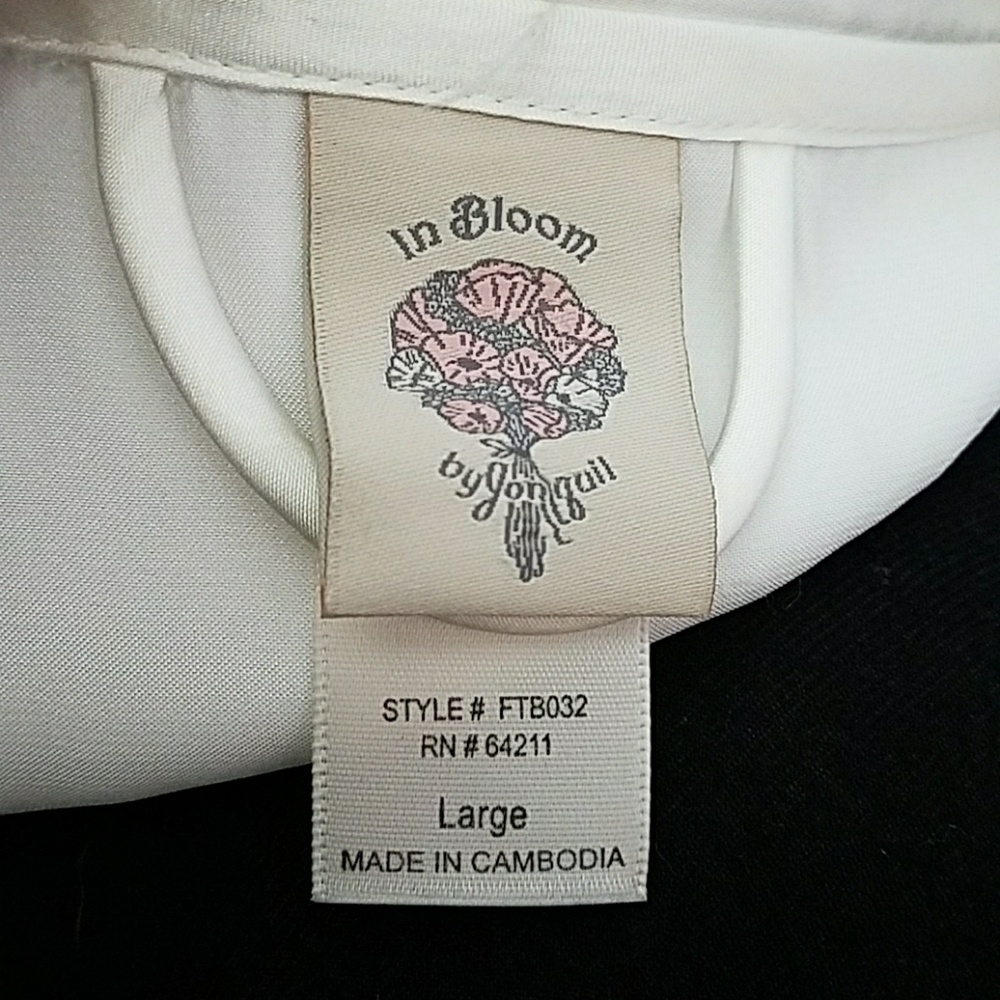 In Bloom
by Jonquil
STYLE # FTB032
RN # 64211
Large
MADE IN CAMBODIA